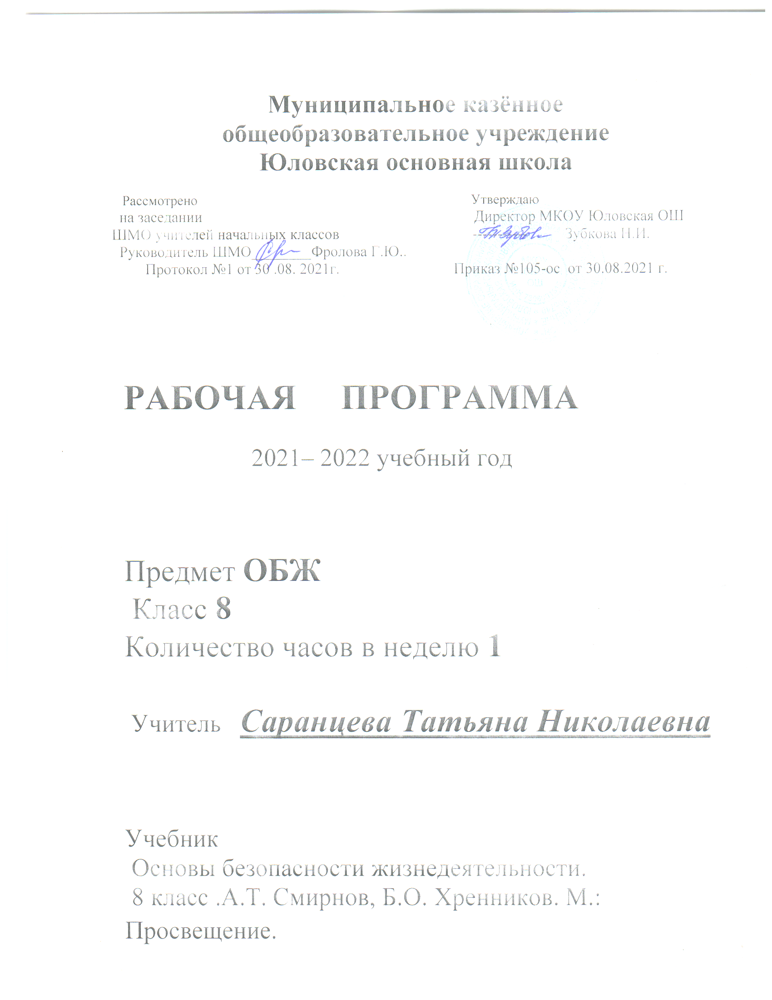 Муниципальное казённое
общеобразовательное учреждение
Юловская основная школа
Рассмотрено
на заседании
ШМО учителей начальных классов
Руководитель ШМО________Фролова Г.Ю..
Протокол №1 от 30 .08. 2021г.
Утверждаю
Директор МКОУ Юловская ОШ
Зубкова Н.И.
Приказ №105-ос от 30.08.2021 г.
РАБОЧАЯ ПРОГРАММА
2021– 2022 учебный год
Предмет ОБЖ
Класс 8
Количество часов в неделю 1
Учитель Саранцева Татьяна Николаевна
Учебник
Основы безопасности жизнедеятельности.
8 класс .А.Т. Смирнов, Б.О. Хренников. М.:
Просвещение.